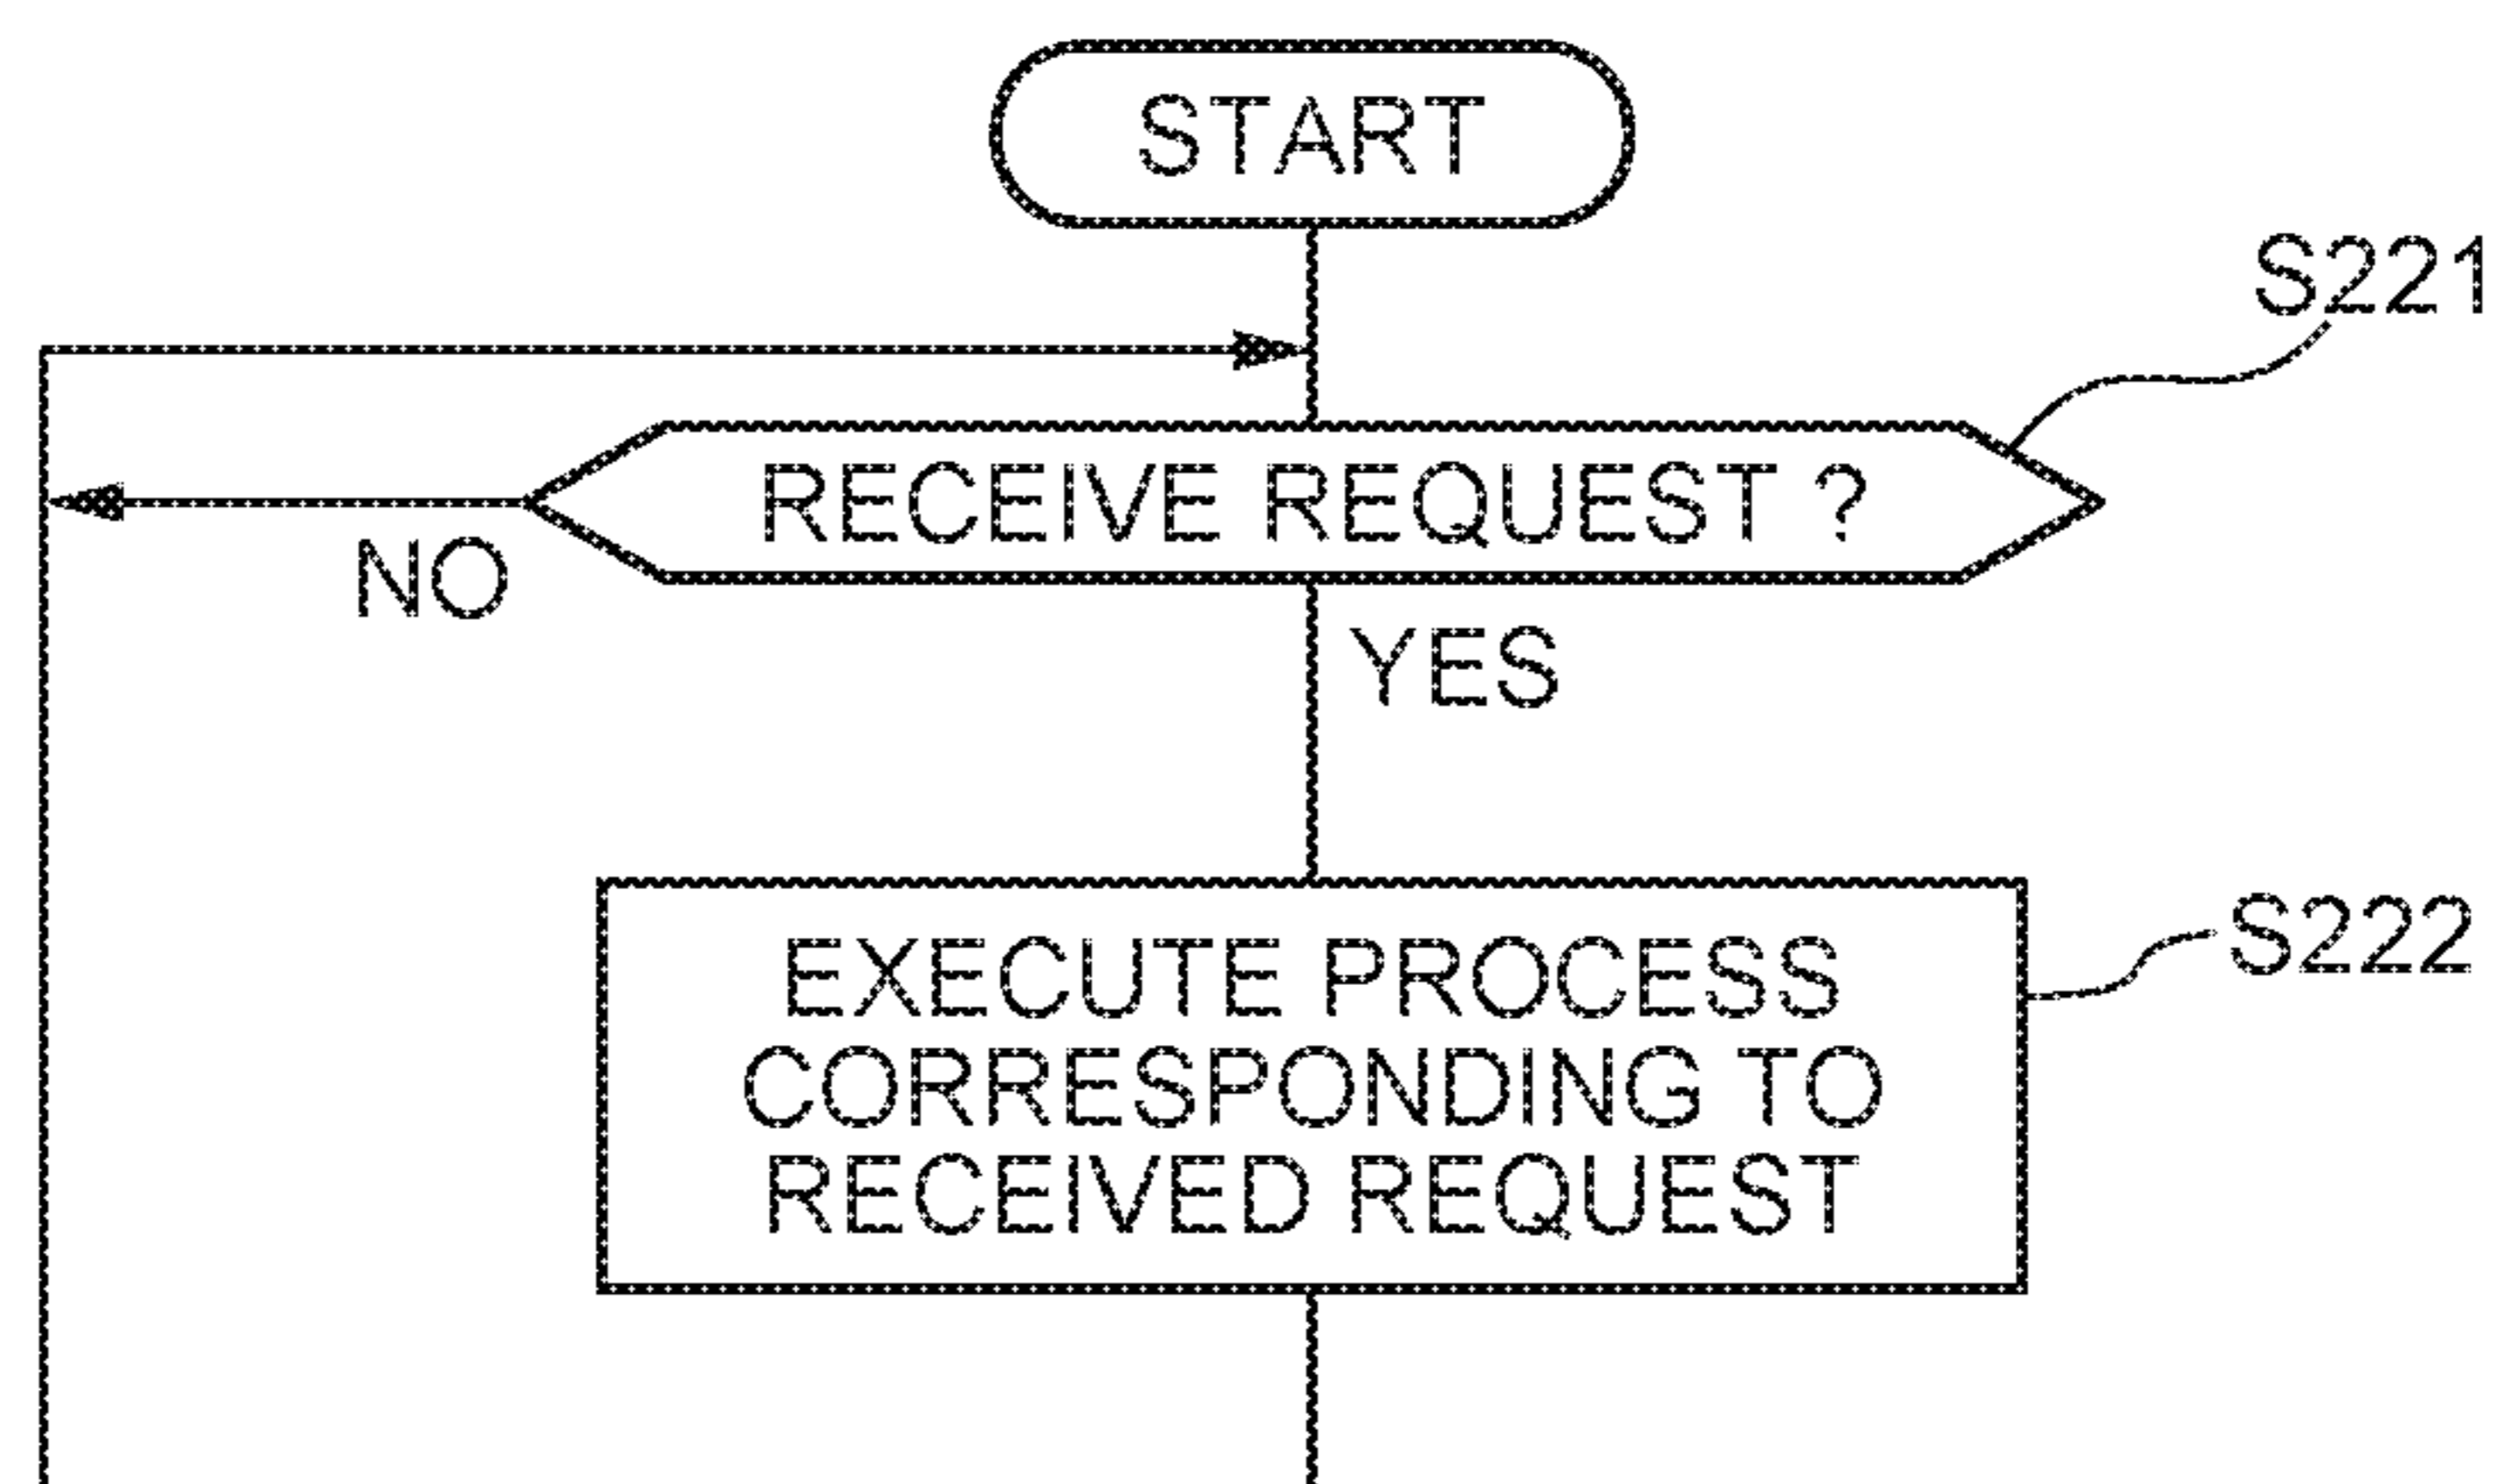 START
S221
RECEIVE REQUEST ?
NO
YES
S222
EXECUTE PROCESS
CORRESPONDING TO
RECEIVED REQUEST